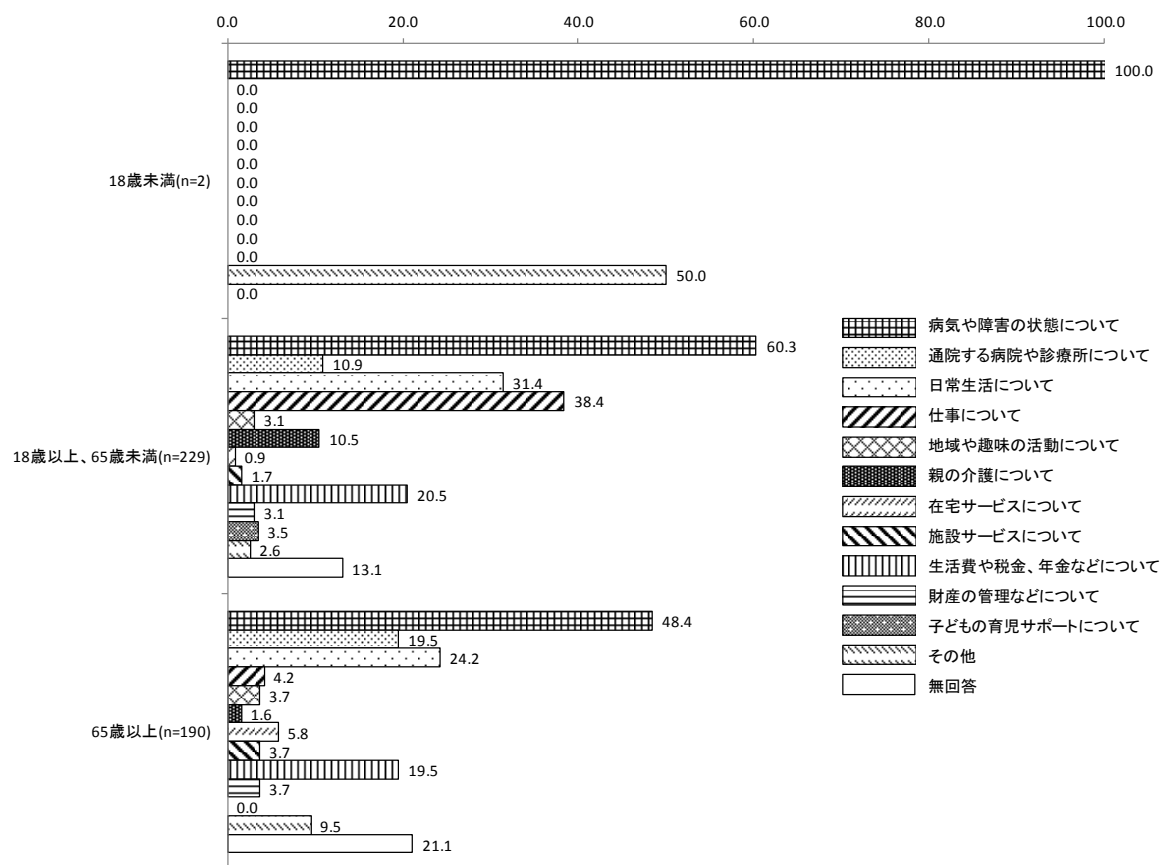 0.0 20.0 40.0 60.0 80.0 100.0
100.0
0.0
0.0
0.0
0.0
0.0
0.0
0.0
0.0
0.0
0.0
50.0
0.0
18歳未満(n=2)
60.3
10.9
31.4
38.4
3.1
10.5
0.9
1.7
20.5
3.1
3.5
2.6
13.1
18歳以上、65歳未満(n=229)
48.4
19.5
24.2
4.2
3.7
1.6
5.8
3.7
19.5
3.7
0.0
9.5
21.1
65歳以上(n=190)
病気や障害の状態について
通院する病院や診療所について
日常生活について
仕事について
地域や趣味の活動について
親の介護について
在宅サービスについて
施設サービスについて
生活費や税金、年金などについて
財産の管理などについて
子どもの育児サポートについて
その他
無回答